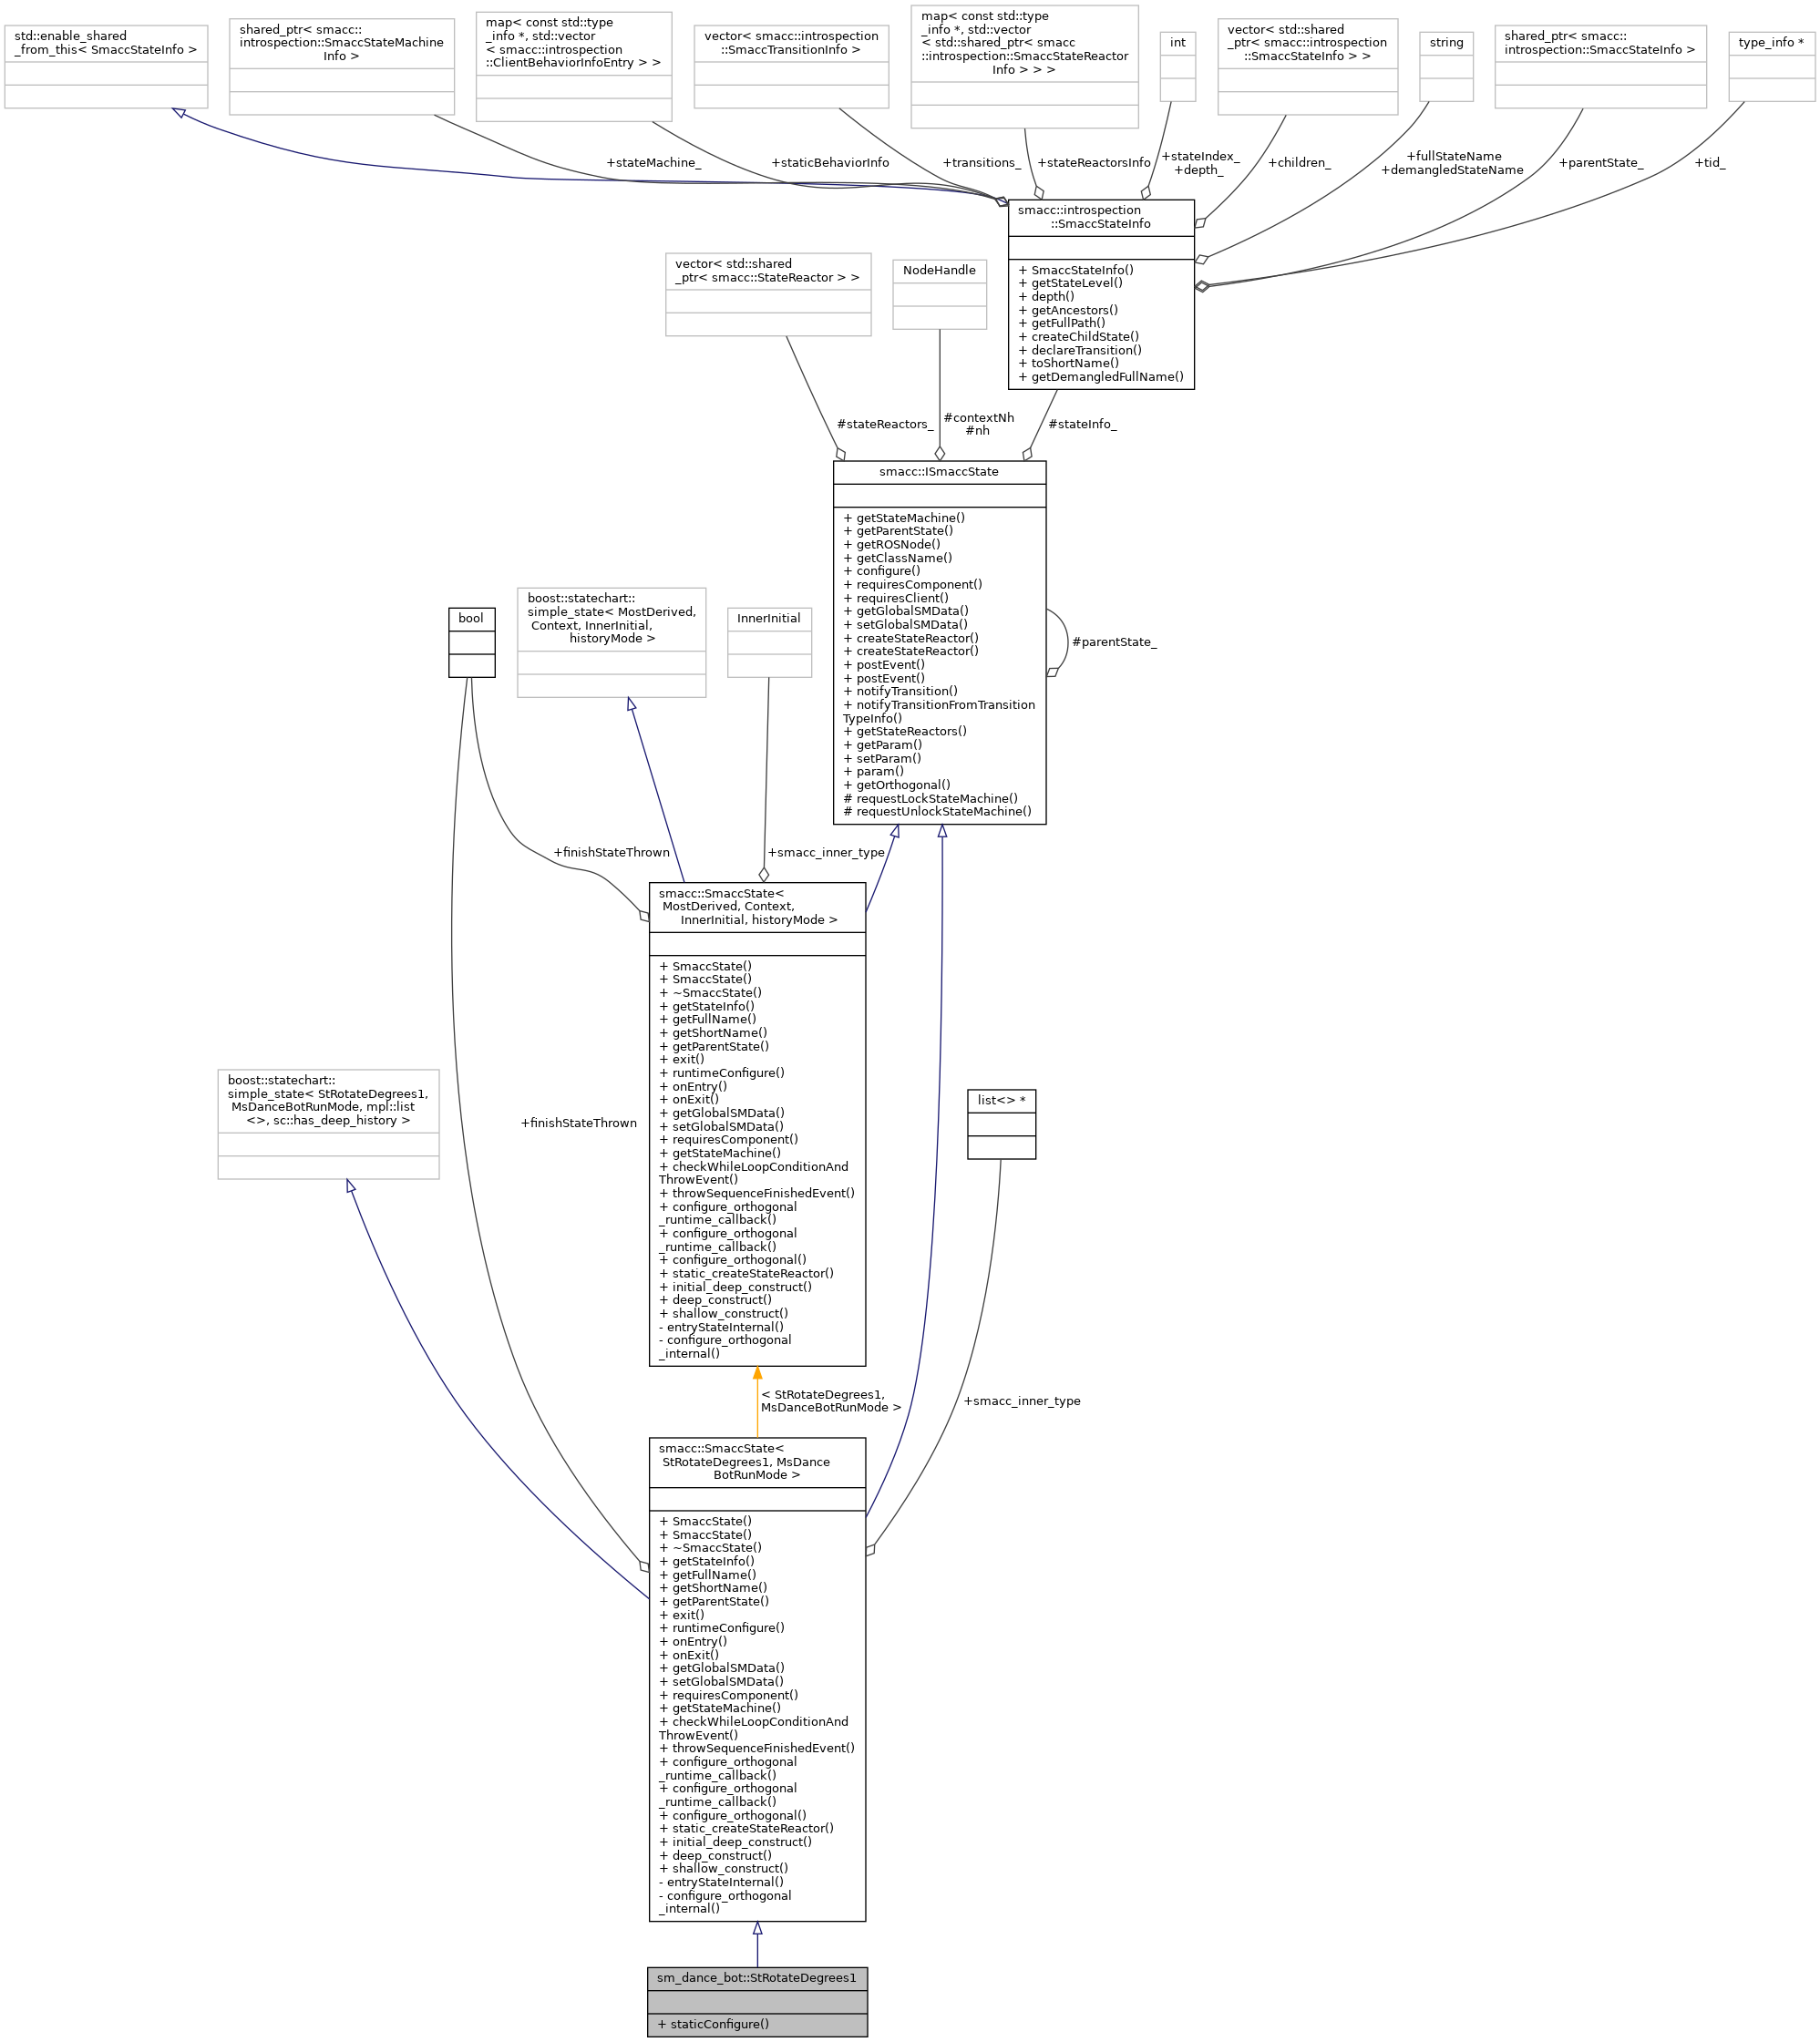 std::enable_shared
_from_this< SmaccStateInfo >
shared_ptr< smacc::
introspection::SmaccStateMachine
Info >
map< const std::type
_info *, std::vector
< smacc::introspection
::ClientBehaviorInfoEntry > >
vector< smacc::introspection
::SmaccTransitionInfo >
map< const std::type
_info *, std::vector
< std::shared_ptr< smacc
::introspection::SmaccStateReactor
Info > > >
int
vector< std::shared
_ptr< smacc::introspection
::SmaccStateInfo > >
string
shared_ptr< smacc::
introspection::SmaccStateInfo >
type_info *
+stateMachine_
+staticBehaviorInfo
+transitions_
+stateReactorsInfo
+stateIndex_
+depth_
+children_
+fullStateName
+demangledStateName
+parentState_
+tid_
smacc::introspection
::SmaccStateInfo
+ SmaccStateInfo()
+ getStateLevel()
+ depth()
+ getAncestors()
+ getFullPath()
+ createChildState()
+ declareTransition()
+ toShortName()
+ getDemangledFullName()
vector< std::shared
_ptr< smacc::StateReactor > >
NodeHandle
#stateReactors_
#contextNh
#nh
#stateInfo_
smacc::ISmaccState
+ getStateMachine()
+ getParentState()
+ getROSNode()
+ getClassName()
+ configure()
+ requiresComponent()
+ requiresClient()
+ getGlobalSMData()
+ setGlobalSMData()
+ createStateReactor()
+ createStateReactor()
+ postEvent()
+ postEvent()
+ notifyTransition()
+ notifyTransitionFromTransition
TypeInfo()
+ getStateReactors()
+ getParam()
+ setParam()
+ param()
+ getOrthogonal()
# requestLockStateMachine()
# requestUnlockStateMachine()
#parentState_
bool
boost::statechart::
simple_state< MostDerived,
Context, InnerInitial,
historyMode >
InnerInitial
+finishStateThrown
+smacc_inner_type
smacc::SmaccState<
MostDerived, Context,
InnerInitial, historyMode >
+ SmaccState()
+ SmaccState()
+ ~SmaccState()
+ getStateInfo()
+ getFullName()
+ getShortName()
+ getParentState()
+ exit()
+ runtimeConfigure()
+ onEntry()
+ onExit()
+ getGlobalSMData()
+ setGlobalSMData()
+ requiresComponent()
+ getStateMachine()
+ checkWhileLoopConditionAnd
ThrowEvent()
+ throwSequenceFinishedEvent()
+ configure_orthogonal
_runtime_callback()
+ configure_orthogonal
_runtime_callback()
+ configure_orthogonal()
+ static_createStateReactor()
+ initial_deep_construct()
+ deep_construct()
+ shallow_construct()
- entryStateInternal()
- configure_orthogonal
_internal()
boost::statechart::
simple_state< StRotateDegrees1,
MsDanceBotRunMode, mpl::list
<>, sc::has_deep_history >
+finishStateThrown
list<> *
< StRotateDegrees1,
MsDanceBotRunMode >
+smacc_inner_type
smacc::SmaccState<
StRotateDegrees1, MsDance
BotRunMode >
+ SmaccState()
+ SmaccState()
+ ~SmaccState()
+ getStateInfo()
+ getFullName()
+ getShortName()
+ getParentState()
+ exit()
+ runtimeConfigure()
+ onEntry()
+ onExit()
+ getGlobalSMData()
+ setGlobalSMData()
+ requiresComponent()
+ getStateMachine()
+ checkWhileLoopConditionAnd
ThrowEvent()
+ throwSequenceFinishedEvent()
+ configure_orthogonal
_runtime_callback()
+ configure_orthogonal
_runtime_callback()
+ configure_orthogonal()
+ static_createStateReactor()
+ initial_deep_construct()
+ deep_construct()
+ shallow_construct()
- entryStateInternal()
- configure_orthogonal
_internal()
sm_dance_bot::StRotateDegrees1
+ staticConfigure()